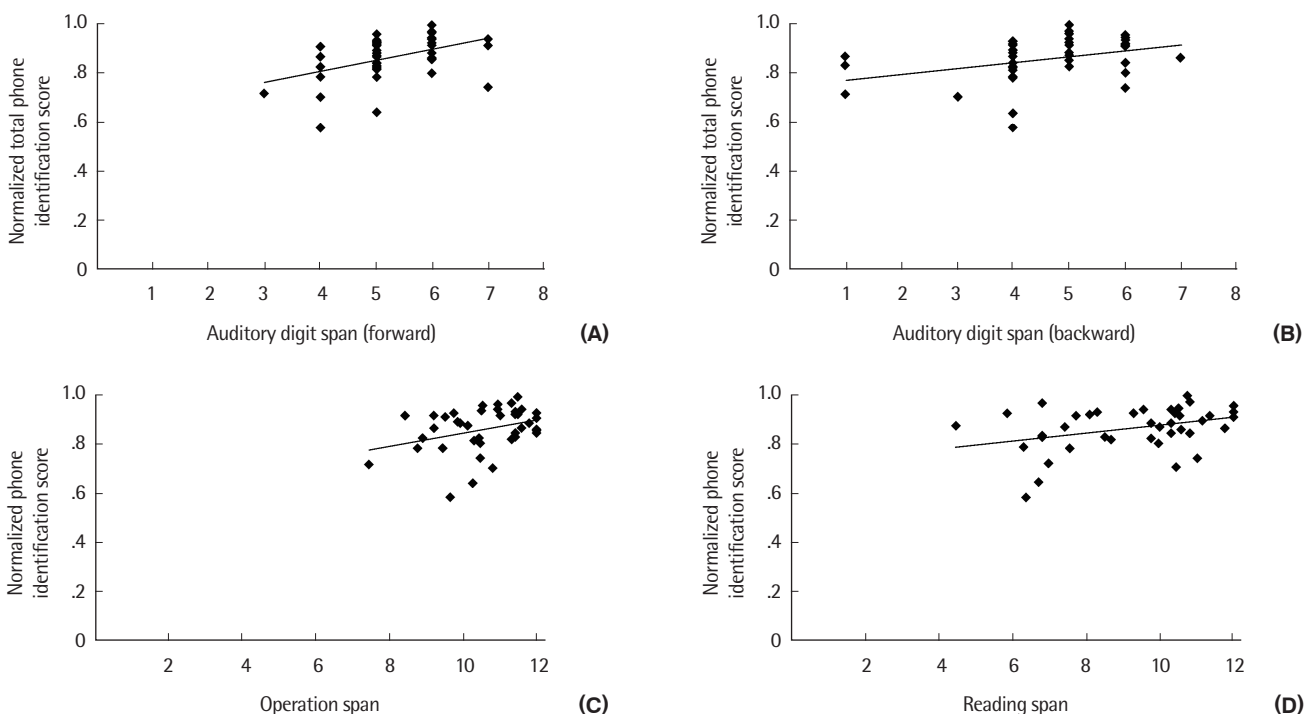 Normalized total phone
identification score
1.0
.8
.6
.4
.2
0
1 2 3 4 5 6 7 8
Auditory digit span (forward)
(A)
Normalized total phone
identification score
1.0
.8
.6
.4
.2
0
1 2 3 4 5 6 7 8
Auditory digit span (backward)
(B)
Normalized phone
identification score
1.0
.8
.6
.4
.2
0
2 4 6 8 10 12
Operation span
(C)
Normalized phone
identification score
1.0
.8
.6
.4
.2
0
2 4 6 8 10 12
Reading span
(D)